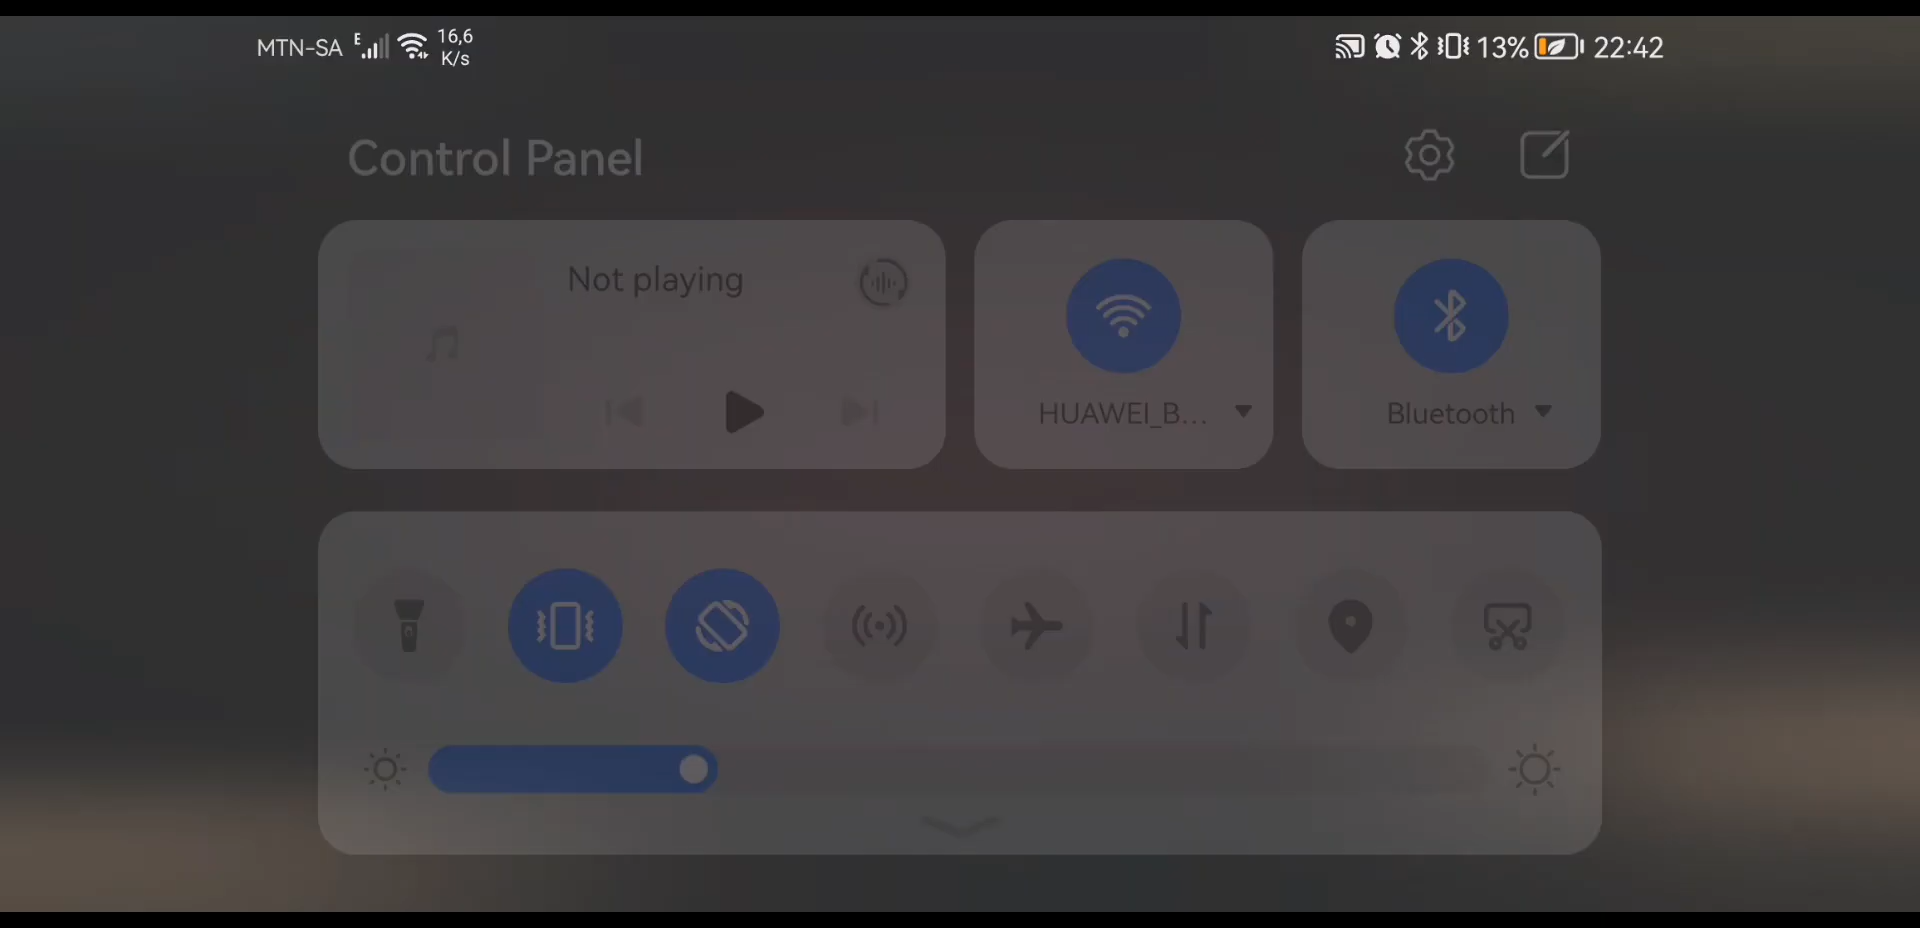 MTN-SA E 16,6 K/s 13% 22:42
Control Panel
Not playing
HUAWEI_B...
Bluetooth